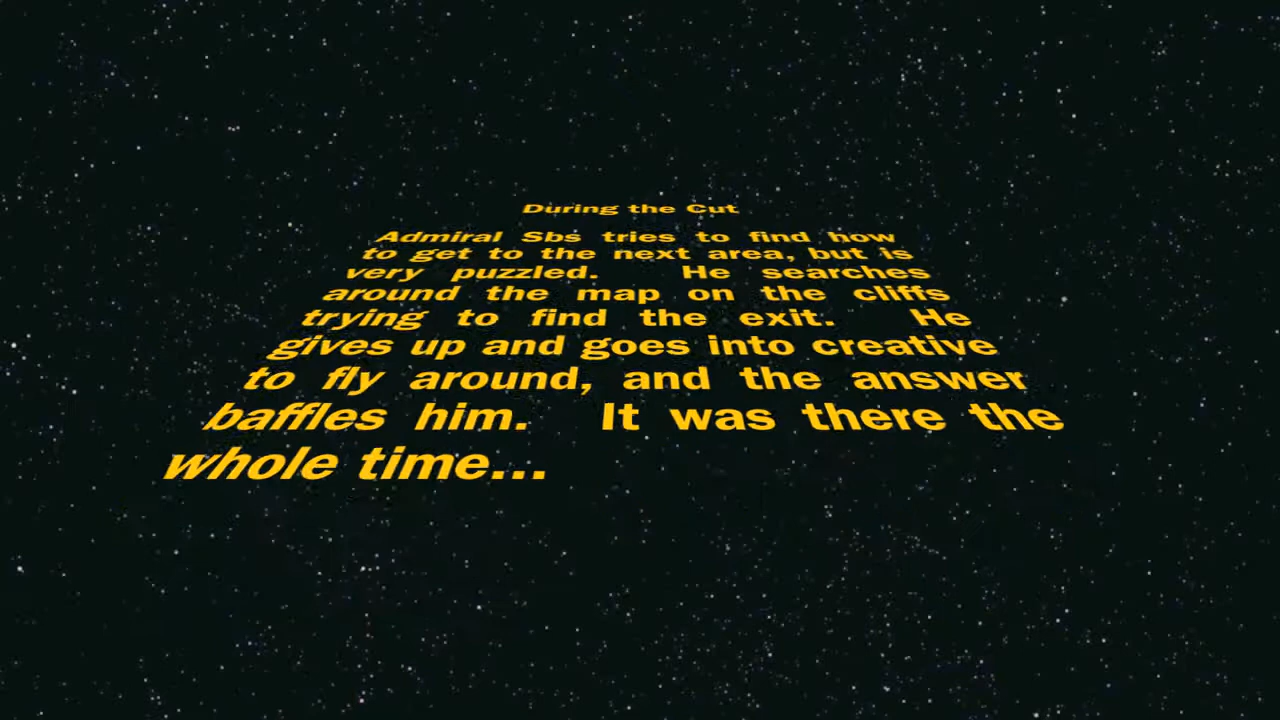 During the Cut
Admiral Sbs tries to find how
to get to the next area, but is
very puzzled. He searches
around the map on the cliffs
trying to find the exit. He
gives up and goes into creative
to fly around, and the answer
baffles him. It was there the
whole time...